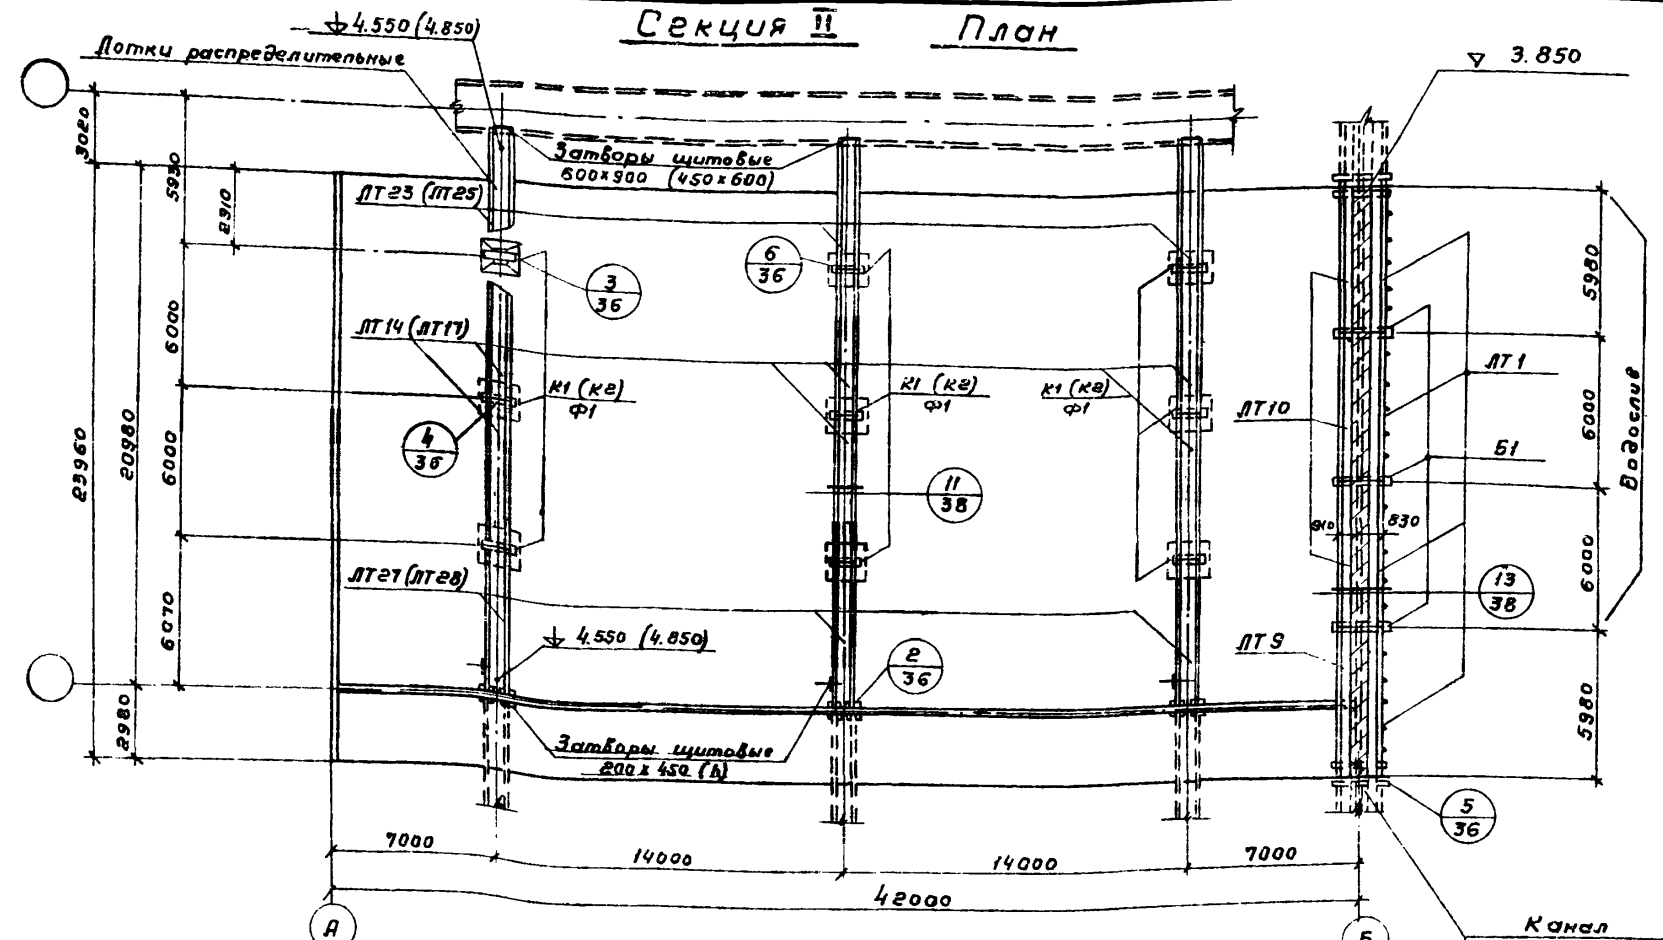 Секция II План
4.550 (4.850)
Лотки распределительные
3.850
Затворы щитовые
600х900 (450х600)
3020
5930
2910
ЛТ23 (ЛТ25)
6
36
3
36
5980
6000
ЛТ14 (ЛТ17)
К1 (К2)
Ф1
К1 (К2)
Ф1
К1 (К2)
Ф1
ЛТ1
ЛТ10
6000
Водослив
4
36
Б1
23960
20980
6000
11
38
910
830
6000
ЛТ27 (ЛТ28)
13
38
6070
4.550 (4.850)
2
36
ЛТ9
2980
Затворы щитовые
200х450 (h)
5980
5
36
7000
14000
14000
7000
42000
А
Б
Канал